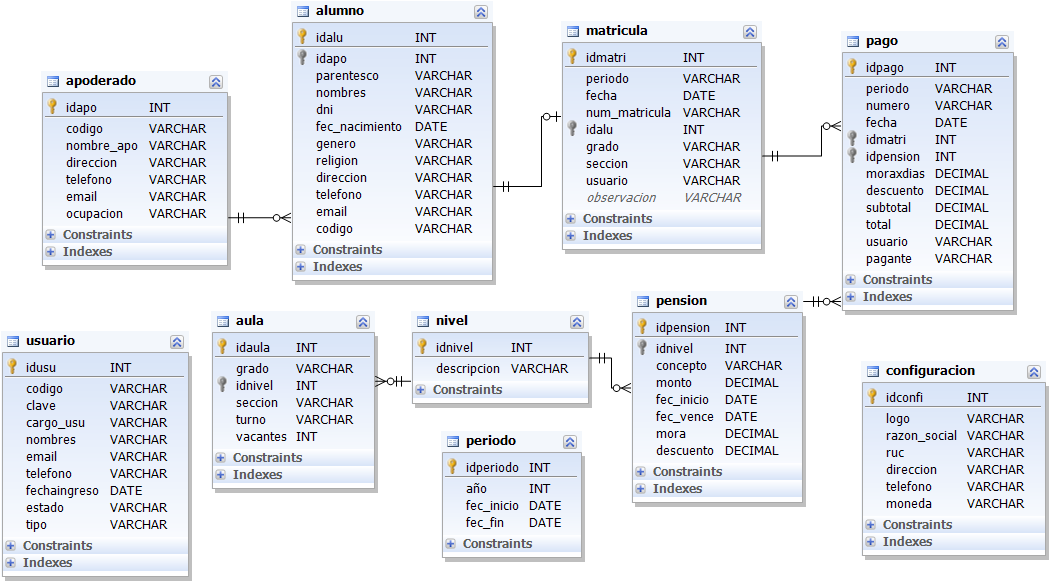 apoderado
idapo INT
codigo VARCHAR
nombre_apo VARCHAR
direccion VARCHAR
telefono VARCHAR
email VARCHAR
ocupacion VARCHAR
Constraints
Indexes
alumno
idalu INT
idapo INT
parentesco VARCHAR
nombres VARCHAR
dni VARCHAR
fec_nacimiento DATE
genero VARCHAR
religion VARCHAR
direccion VARCHAR
telefono VARCHAR
email VARCHAR
codigo VARCHAR
Constraints
Indexes
matricula
idmatri INT
periodo VARCHAR
fecha DATE
num_matricula VARCHAR
idalu INT
grado VARCHAR
seccion VARCHAR
usuario VARCHAR
observacion VARCHAR
Constraints
Indexes
pago
idpago INT
periodo VARCHAR
numero VARCHAR
fecha DATE
idmatri INT
idpension INT
moraxdias DECIMAL
descuento DECIMAL
subtotal DECIMAL
total DECIMAL
usuario VARCHAR
pagante VARCHAR
Constraints
Indexes
usuario
idusu INT
codigo VARCHAR
clave VARCHAR
cargo_usu VARCHAR
nombres VARCHAR
email VARCHAR
telefono VARCHAR
fechaingreso DATE
estado VARCHAR
tipo VARCHAR
Constraints
Indexes
aula
idaula INT
grado VARCHAR
idnivel INT
seccion VARCHAR
turno VARCHAR
vacantes INT
Constraints
Indexes
nivel
idnivel INT
descripcion VARCHAR
Constraints
periodo
idperiodo INT
año INT
fec_inicio DATE
fec_fin DATE
Constraints
pension
idpension INT
idnivel INT
concepto VARCHAR
monto DECIMAL
fec_inicio DATE
fec_vence DATE
mora DECIMAL
descuento DECIMAL
Constraints
Indexes
configuracion
idconfi INT
logo VARCHAR
razon_social VARCHAR
ruc VARCHAR
direccion VARCHAR
telefono VARCHAR
moneda VARCHAR
Constraints
Indexes